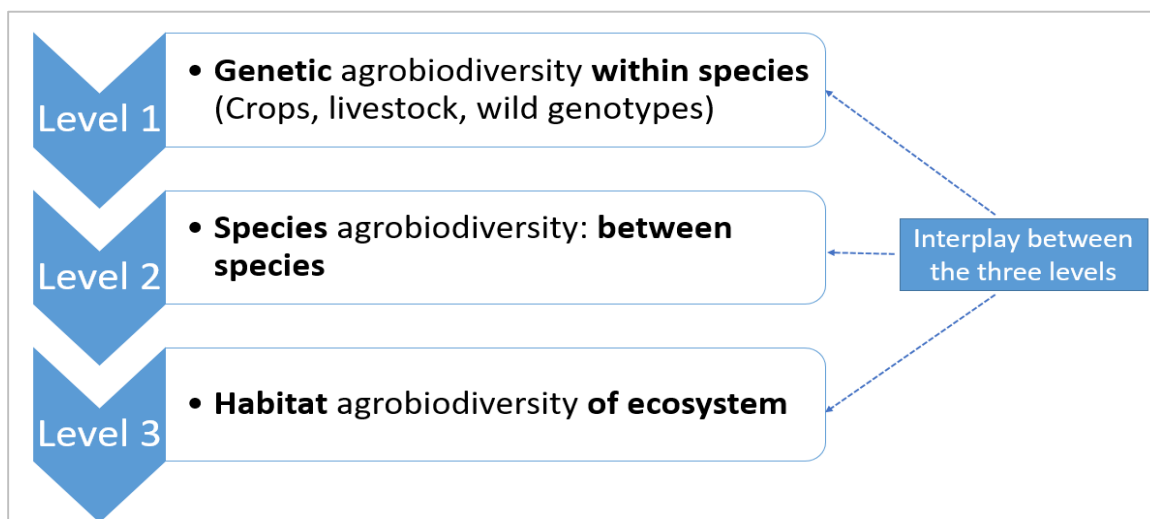 Level 1
• Genetic agrobiodiversity within species
(Crops, livestock, wild genotypes)
Level 2
• Species agrobiodiversity: between
species
Level 3
• Habitat agrobiodiversity of ecosystem
Interplay between
the three levels